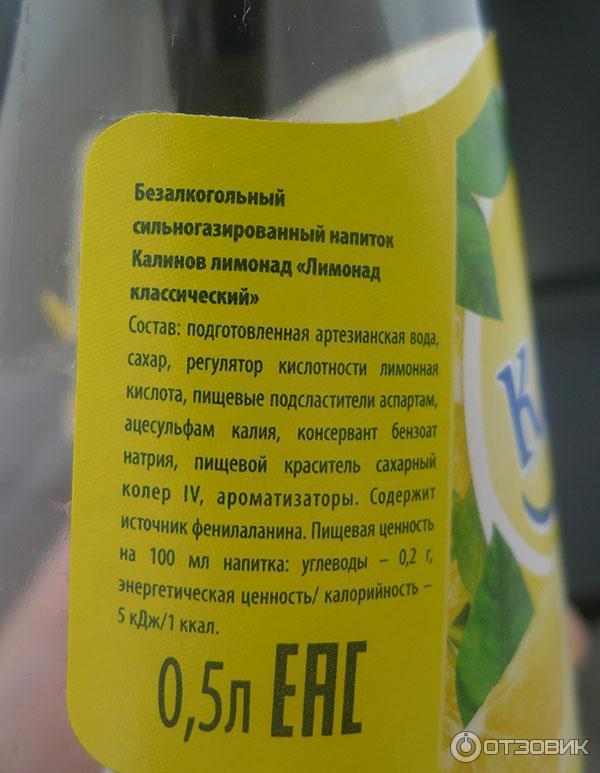 Безалкогольный
сильногазированный напиток
Калинов лимонад «Лимонад
классический»
Состав: подготовленная артезианская вода,
сахар, регулятор кислотности лимонная
кислота, пищевые подсластители аспартам,
ацесульфам калия, консервант бензоат
натрия, пищевой краситель сахарный
колер IV, ароматизаторы. Содержит
источник фенилаланина. Пищевая ценность
на 100 мл напитка: углеводы – 0,2 г,
энергетическая ценность/ калорийность –
5 кДж/1 ккал.
0,5л ЕАС
К
ОТЗОВИК